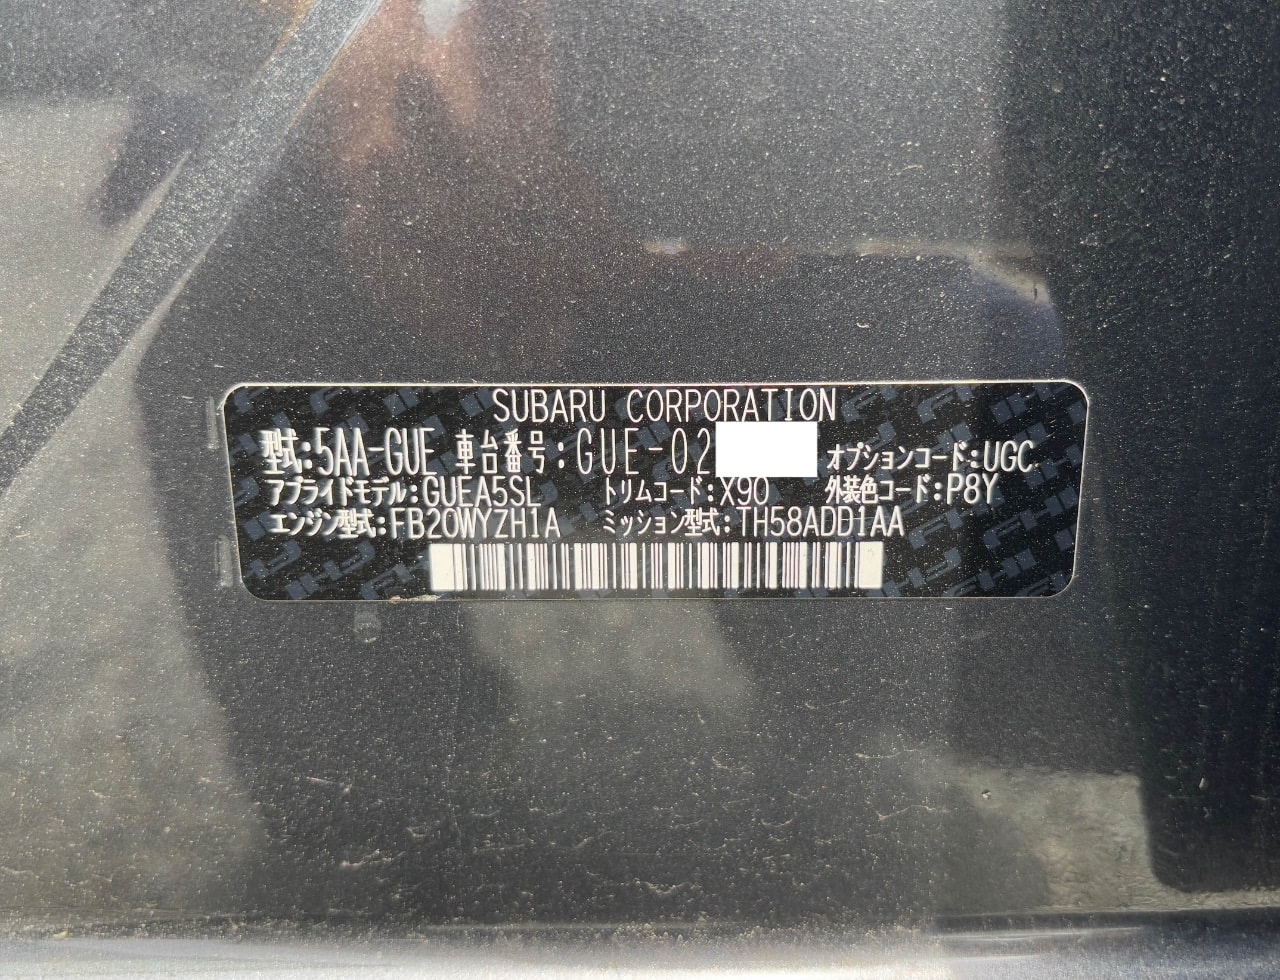 SUBARU CORPORATION
型式:5AA-GUE 車台番号:GUE-02 オプションコード:UGC
アプライドモデル:GUEA5SL トリムコード:X90 外装色コード:P8Y
エンジン型式:FB20WYZH1A ミッション型式:TH58ADD1AA